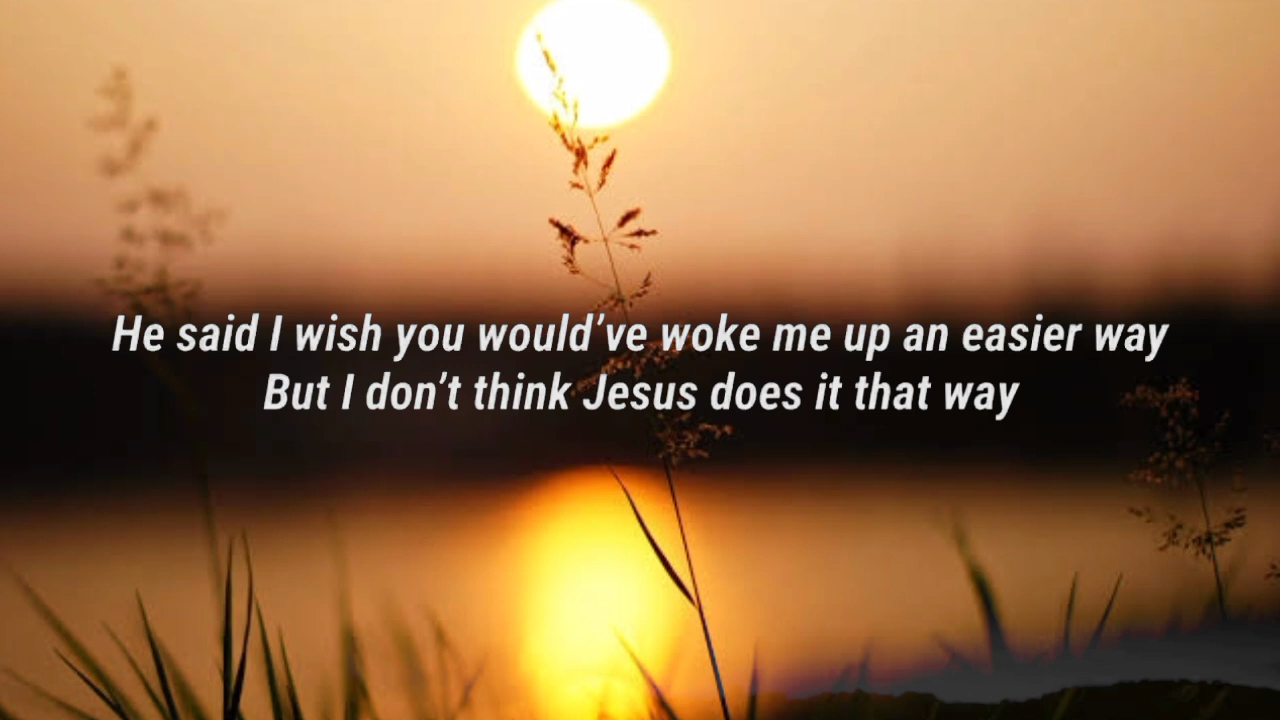 He said I wish you would’ve woke me up an easier way
But I don’t think Jesus does it that way